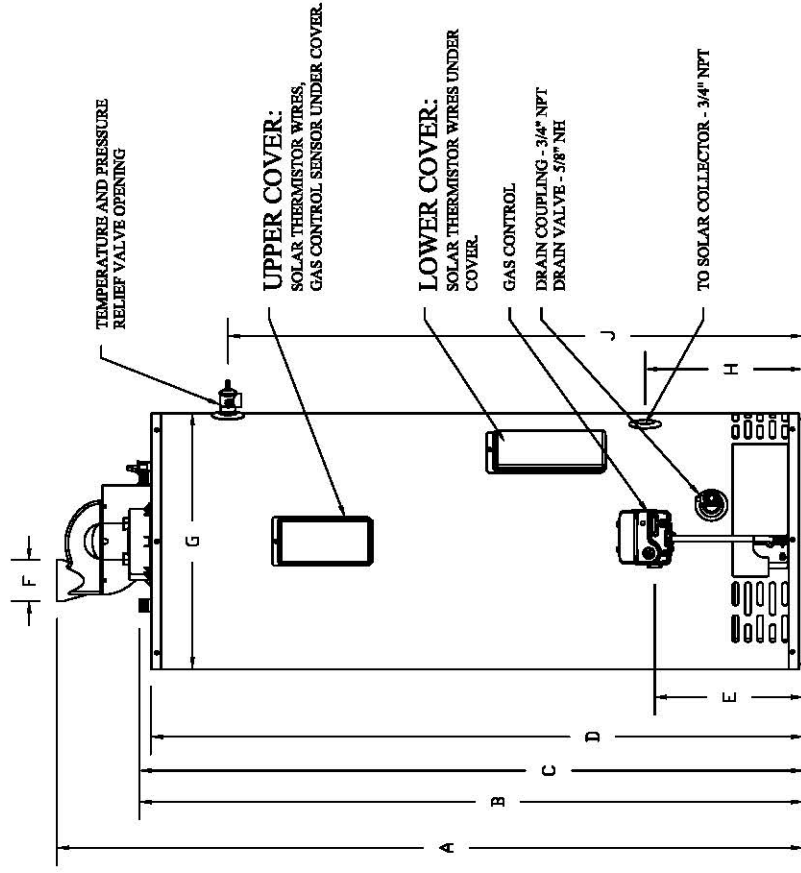 TEMPERATURE AND PRESSURE
RELIEF VALVE OPENING
UPPER COVER:
SOLAR THERMISTOR WIRES,
GAS CONTROL SENSOR UNDER COVER.
LOWER COVER:
SOLAR THERMISTOR WIRES UNDER
COVER.
GAS CONTROL
DRAIN COUPLING - 3/4" NPT
DRAIN VALVE - 5/8" NH
TO SOLAR COLLECTOR - 3/4" NPT
F
G
J
H
E
D
C
B
A